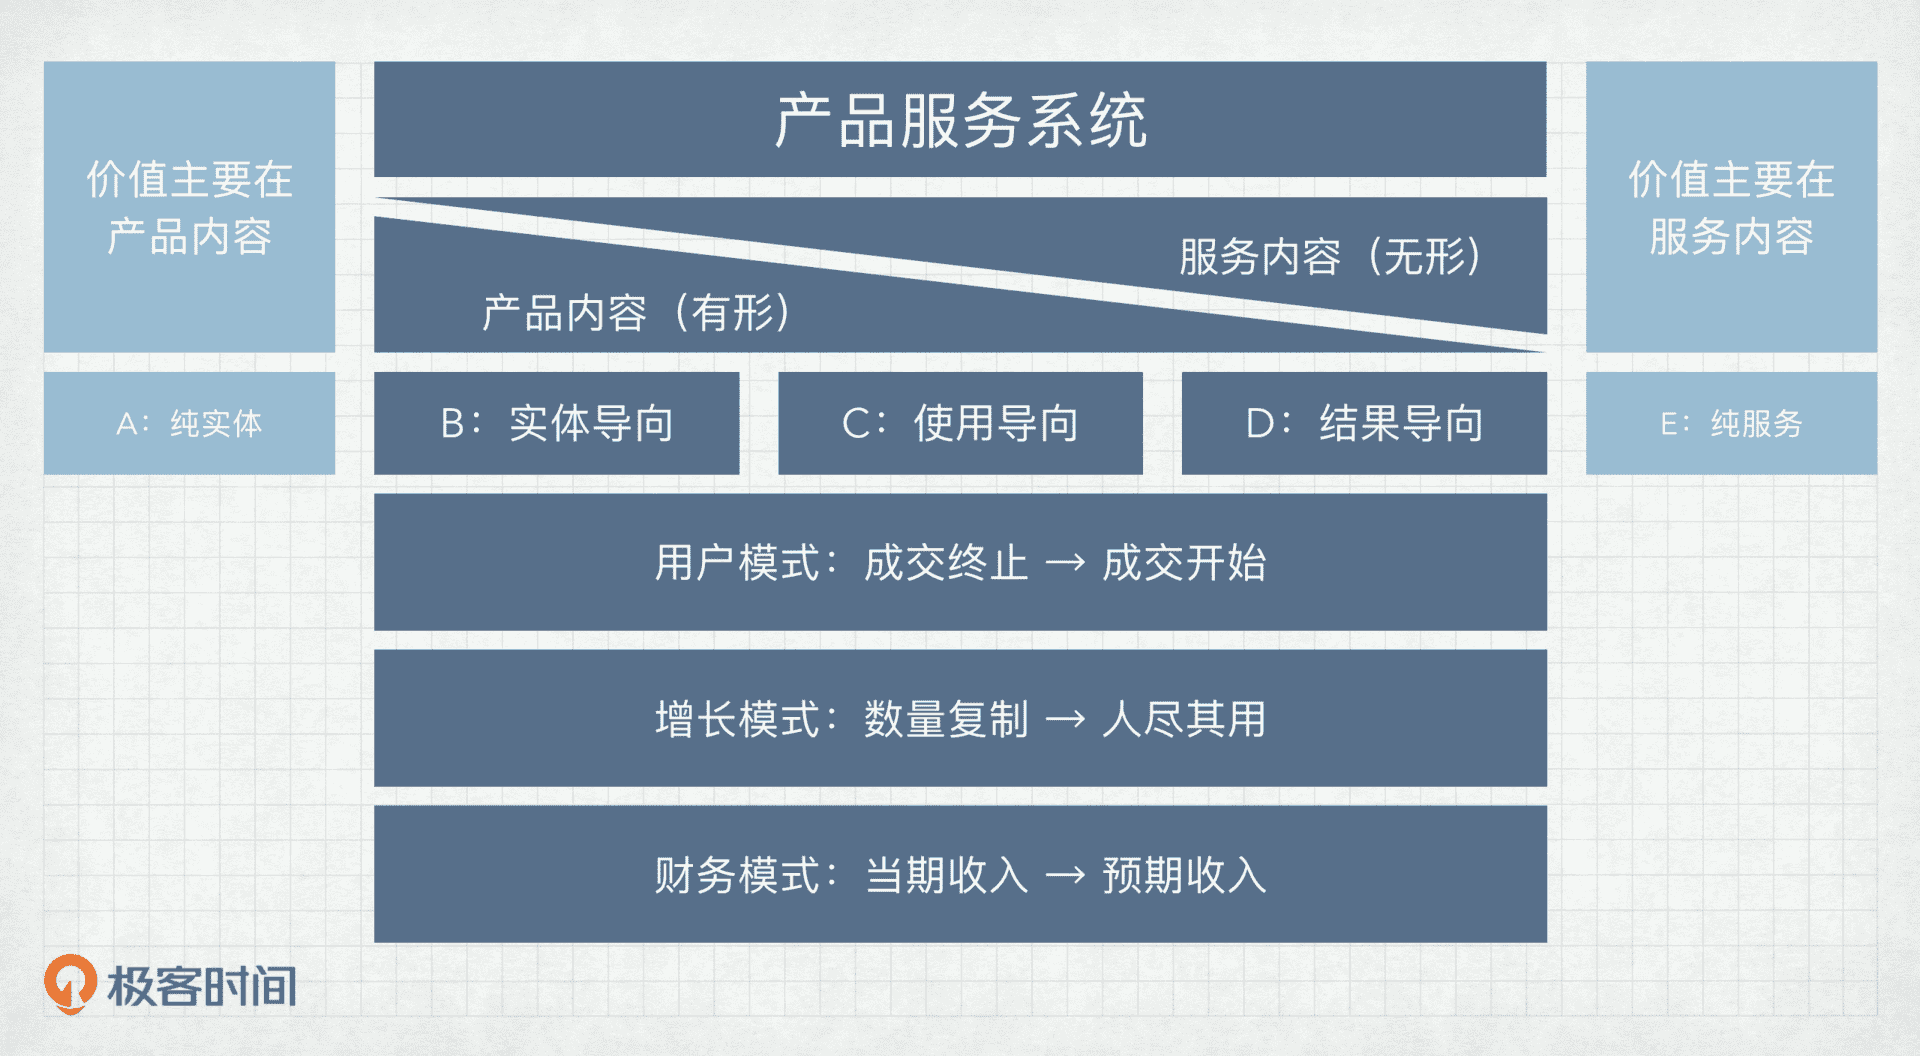 价值主要在
产品内容
产品服务系统
价值主要在
服务内容
服务内容（无形）
产品内容（有形）
A：纯实体
B：实体导向
C：使用导向
D：结果导向
E：纯服务
用户模式：成交终止 → 成交开始
增长模式：数量复制 → 人尽其用
财务模式：当期收入 → 预期收入
极客时间